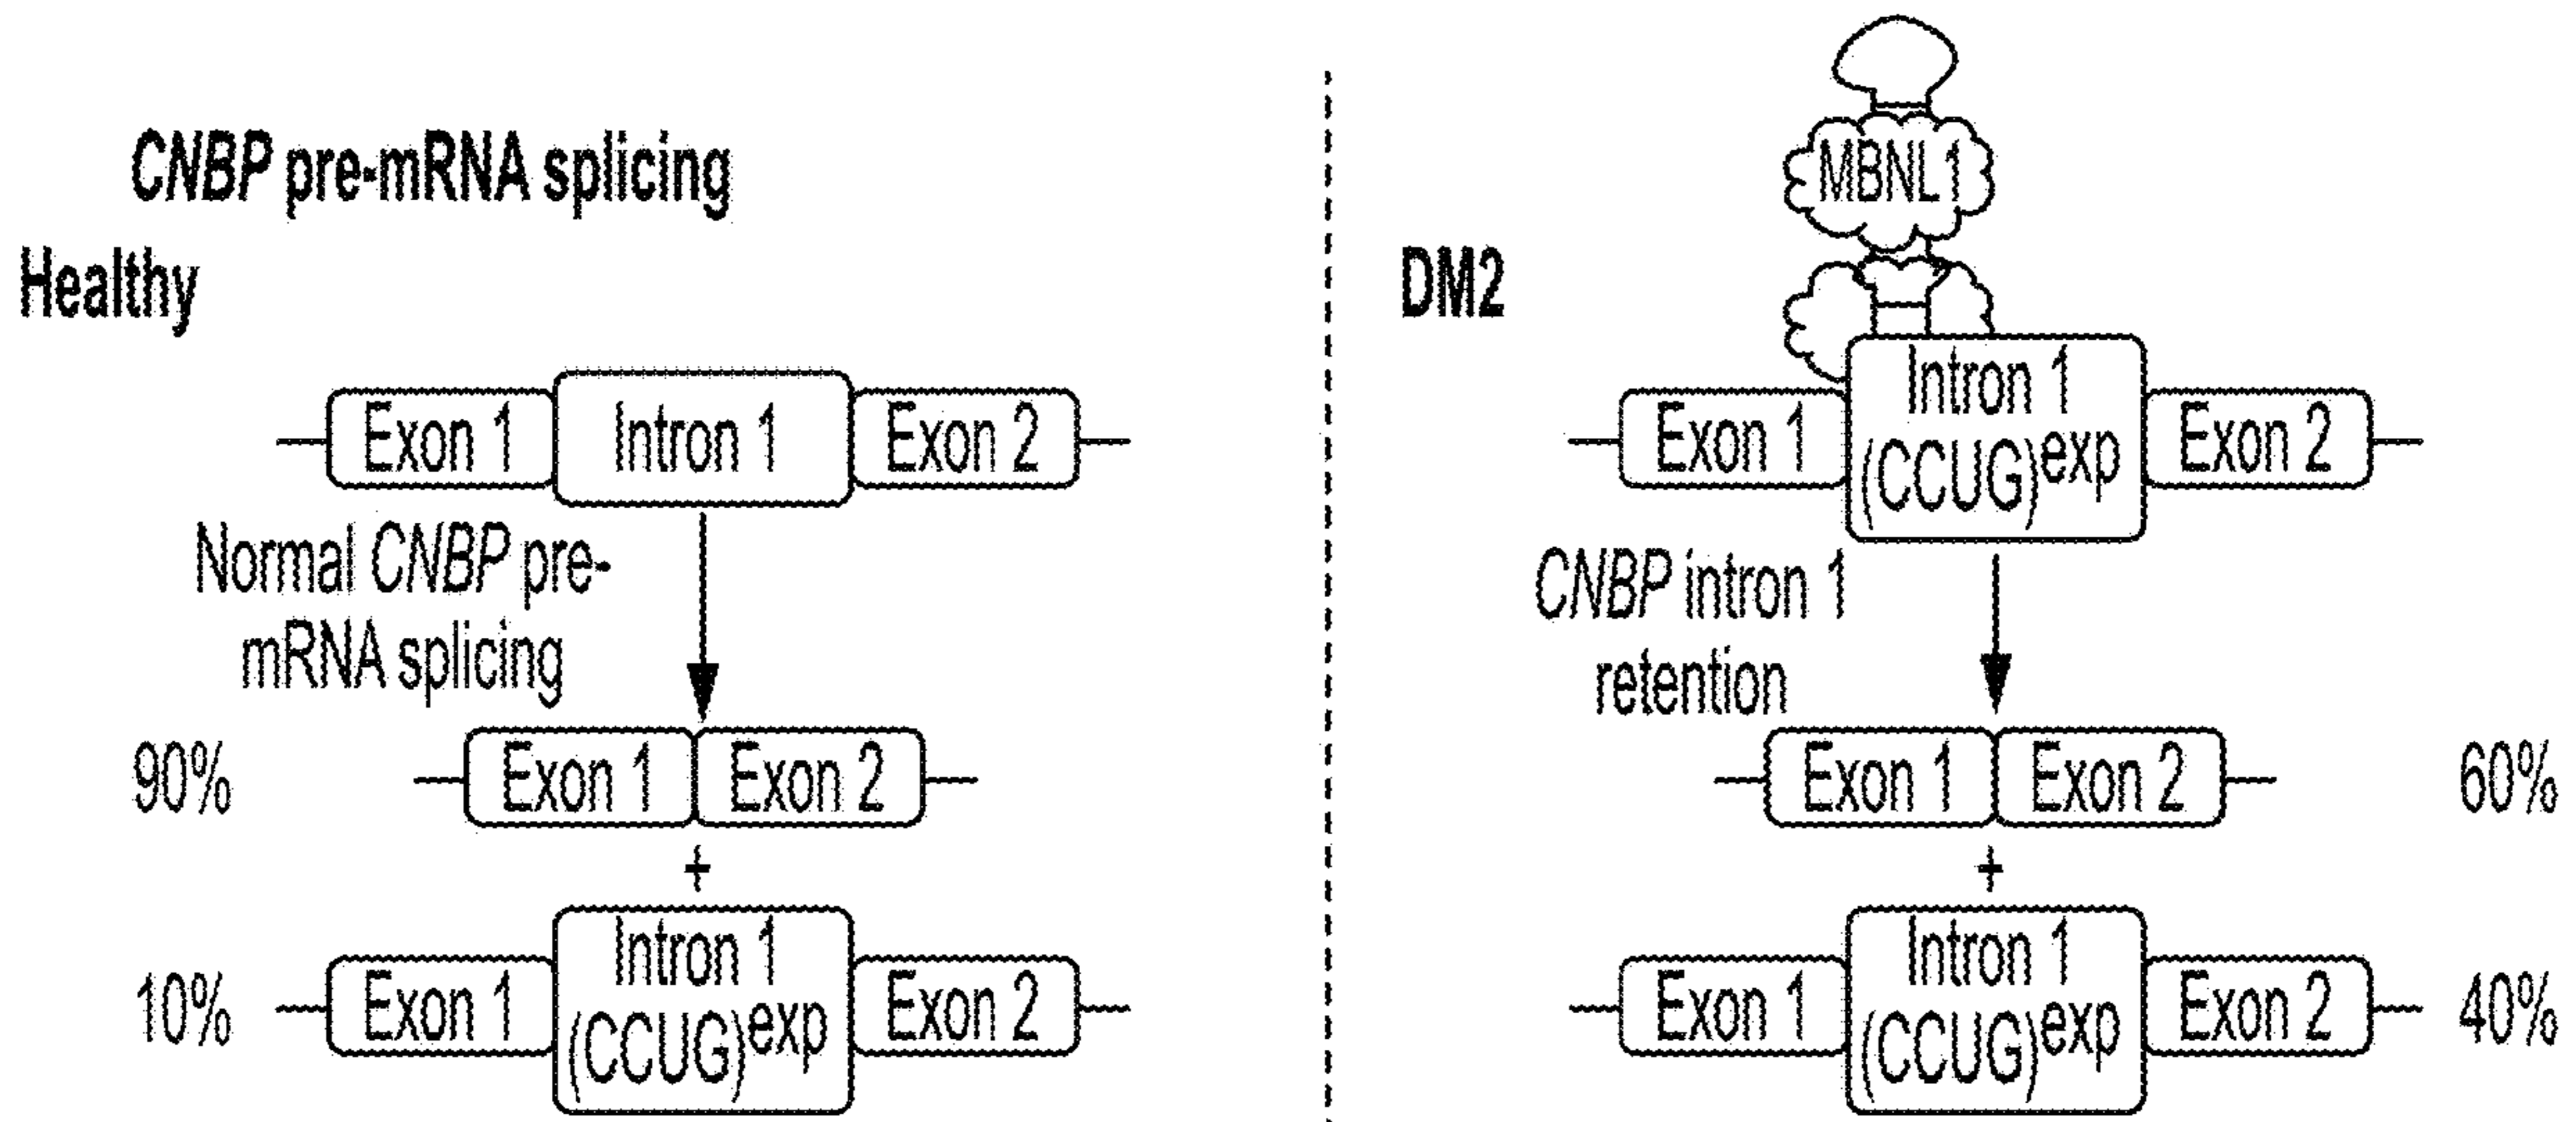 CNBP pre-mRNA splicing
Healthy
Exon 1
Intron 1
Exon 2
Normal CNBP pre-
mRNA splicing
90%
Exon 1
Exon 2
+
10%
Exon 1
Intron 1
(CCUG)exp
Exon 2
DM2
MBNL1
Exon 1
Intron 1
(CCUG)exp
Exon 2
CNBP intron 1
retention
Exon 1
Exon 2
60%
+
Exon 1
Intron 1
(CCUG)exp
Exon 2
40%